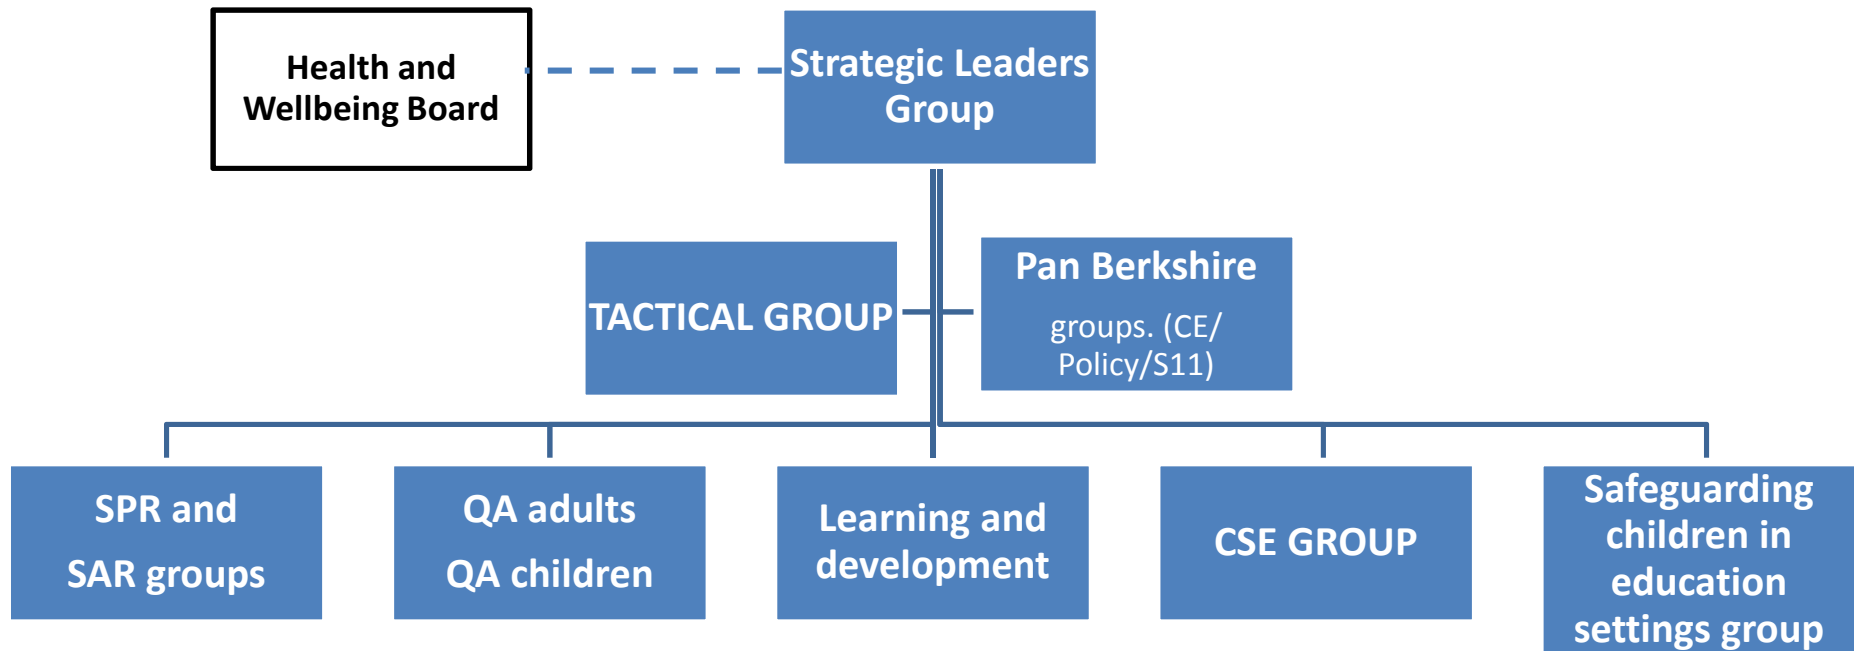 Health and
Wellbeing Board
Strategic Leaders
Group
TACTICAL GROUP
Pan Berkshire
groups. (CE/
Policy/S11)
SPR and
SAR groups
QA adults
QA children
Learning and
development
CSE GROUP
Safeguarding
children in
education
settings group